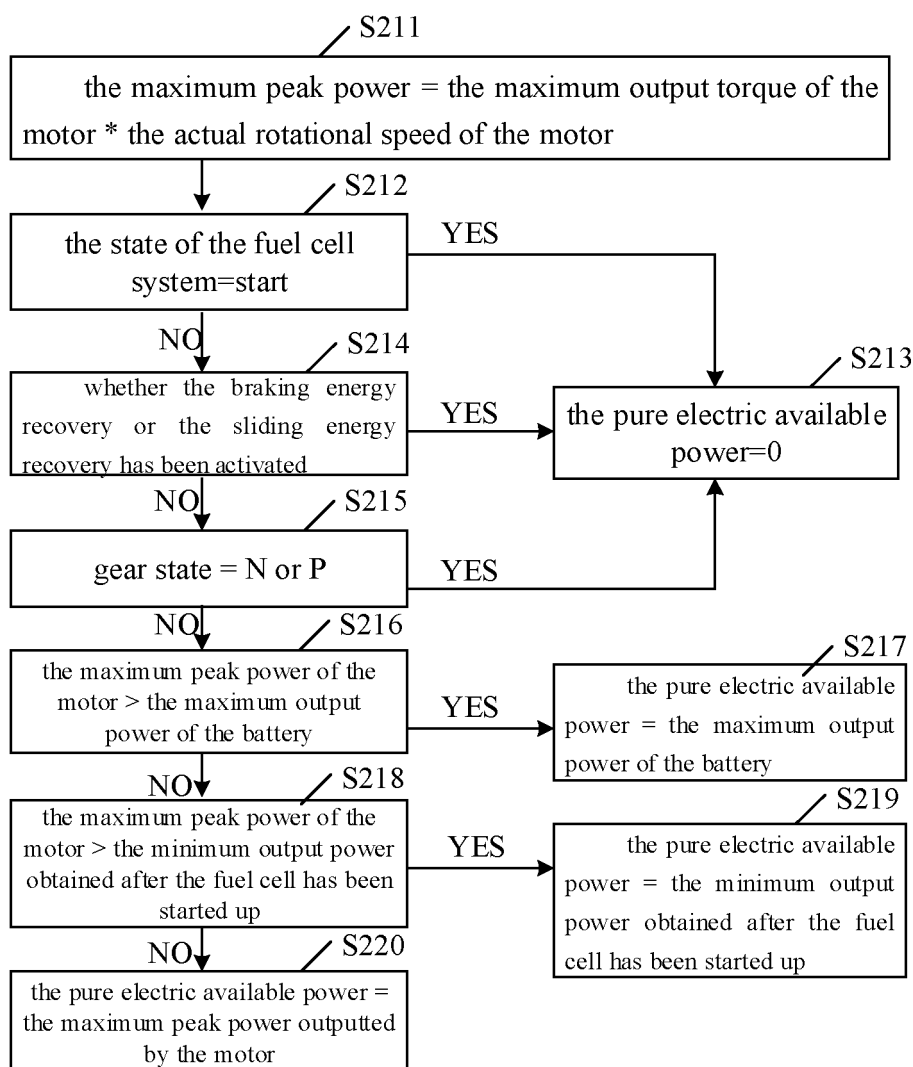 S211
the maximum peak power = the maximum output torque of the
motor * the actual rotational speed of the motor
S212
the state of the fuel cell
system=start
YES
NO
S214
whether the braking energy
recovery or the sliding energy
recovery has been activated
YES
S213
the pure electric available
power=0
NO
S215
gear state = N or P
YES
NO
S216
the maximum peak power of the
motor > the maximum output
power of the battery
YES
S217
the pure electric available
power = the maximum output
power of the battery
NO
S218
the maximum peak power of the
motor > the minimum output power
obtained after the fuel cell has been
started up
YES
S219
the pure electric available
power = the minimum output
power obtained after the fuel
cell has been started up
NO
S220
the pure electric available power =
the maximum peak power outputted
by the motor